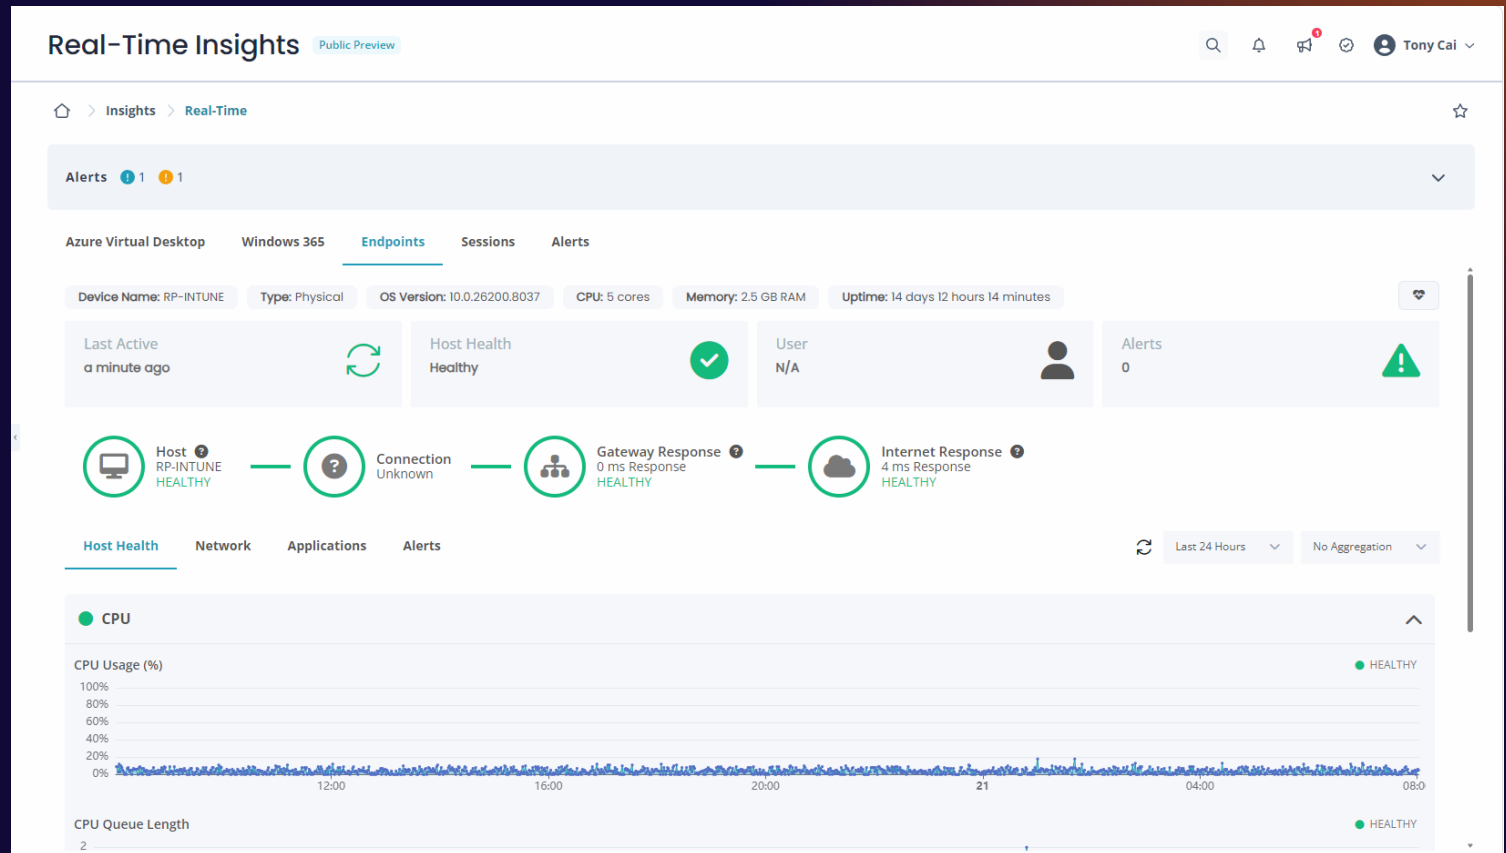 Real-Time Insights Public Preview
1
Tony Cai
Insights Real-Time
Alerts 1 1
Azure Virtual Desktop Windows 365 Endpoints Sessions Alerts
Device Name: RP-INTUNE Type: Physical OS Version: 10.0.26200.8037 CPU: 5 cores Memory: 2.5 GB RAM Uptime: 14 days 12 hours 14 minutes
Last Active
a minute ago
Host Health
Healthy
User
N/A
Alerts
0
Host
RP-INTUNE
HEALTHY
Connection
Unknown
Gateway Response
0 ms Response
HEALTHY
Internet Response
4 ms Response
HEALTHY
Host Health Network Applications Alerts
Last 24 Hours No Aggregation
CPU
CPU Usage (%) HEALTHY
100%
80%
60%
40%
20%
0%
12:00 16:00 20:00 21 04:00 08:0
CPU Queue Length HEALTHY
2